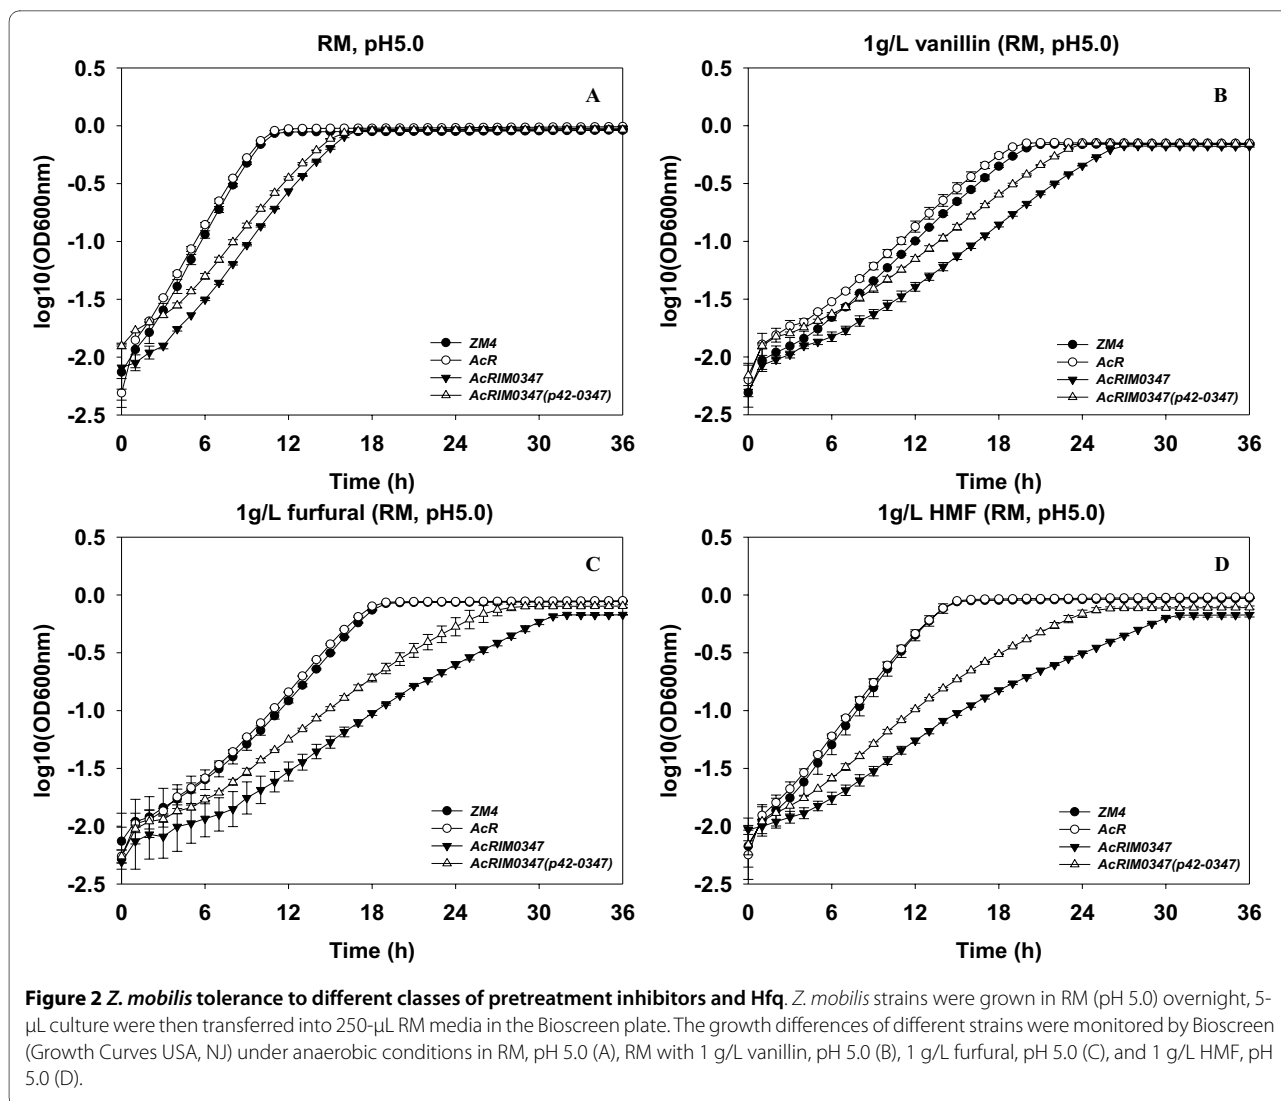 RM, pH5.0
A
log10(OD600nm)
0.5
0.0
-0.5
-1.0
-1.5
-2.0
-2.5
0 6 12 18 24 30 36
Time (h)
ZM4
AcR
AcRIM0347
AcRIM0347(p42-0347)
1g/L vanillin (RM, pH5.0)
B
log10(OD600nm)
0.5
0.0
-0.5
-1.0
-1.5
-2.0
-2.5
0 6 12 18 24 30 36
Time (h)
ZM4
AcR
AcRIM0347
AcRIM0347(p42-0347)
1g/L furfural (RM, pH5.0)
C
log10(OD600nm)
0.5
0.0
-0.5
-1.0
-1.5
-2.0
-2.5
0 6 12 18 24 30 36
Time (h)
ZM4
AcR
AcRIM0347
AcRIM0347(p42-0347)
1g/L HMF (RM, pH5.0)
D
log10(OD600nm)
0.5
0.0
-0.5
-1.0
-1.5
-2.0
-2.5
0 6 12 18 24 30 36
Time (h)
ZM4
AcR
AcRIM0347
AcRIM0347(p42-0347)
Figure 2 Z. mobilis tolerance to different classes of pretreatment inhibitors and Hfq. Z. mobilis strains were grown in RM (pH 5.0) overnight, 5-
μL culture were then transferred into 250-μL RM media in the Bioscreen plate. The growth differences of different strains were monitored by Bioscreen
(Growth Curves USA, NJ) under anaerobic conditions in RM, pH 5.0 (A), RM with 1 g/L vanillin, pH 5.0 (B), 1 g/L furfural, pH 5.0 (C), and 1 g/L HMF, pH
5.0 (D).